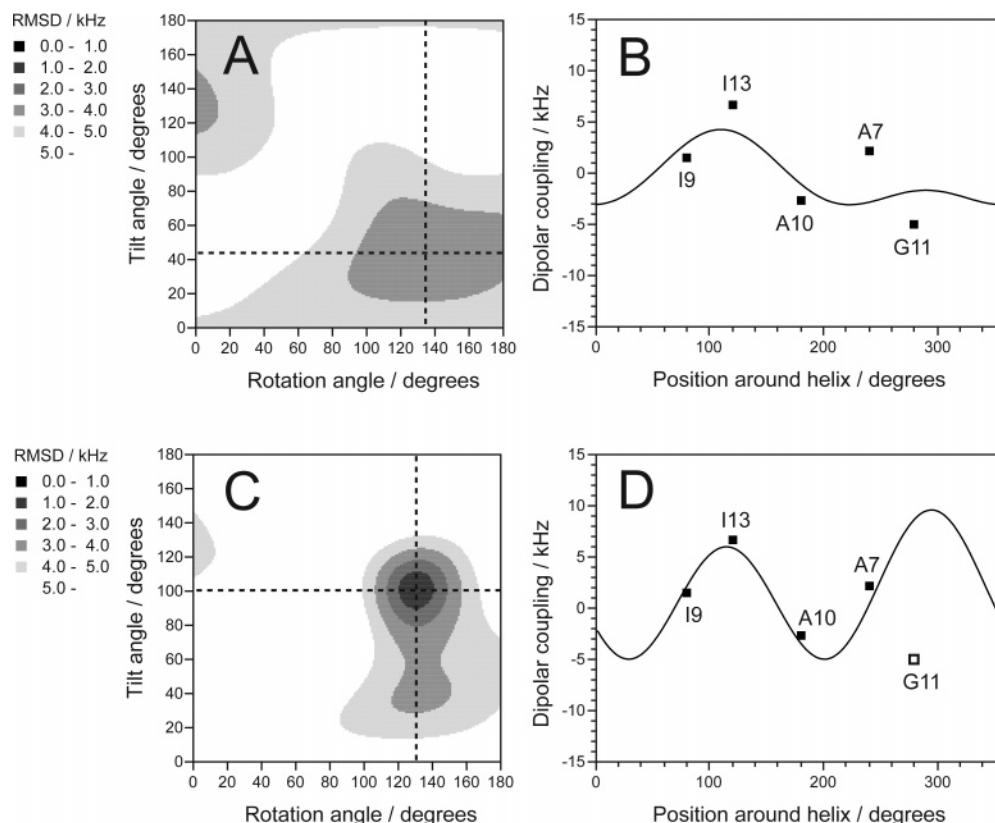 RMSD / kHz
0.0 - 1.0
1.0 - 2.0
2.0 - 3.0
3.0 - 4.0
4.0 - 5.0
5.0 -
A
180
160
140
120
100
80
60
40
20
0
Tilt angle / degrees
0 20 40 60 80 100 120 140 160 180
Rotation angle / degrees
B
15
10
5
0
-5
-10
-15
Dipolar coupling / kHz
I13
A7
I9
A10
G11
0 100 200 300
Position around helix / degrees
RMSD / kHz
0.0 - 1.0
1.0 - 2.0
2.0 - 3.0
3.0 - 4.0
4.0 - 5.0
5.0 -
C
180
160
140
120
100
80
60
40
20
0
Tilt angle / degrees
0 20 40 60 80 100 120 140 160 180
Rotation angle / degrees
D
15
10
5
0
-5
-10
-15
Dipolar coupling / kHz
I13
A7
I9
A10
G11
0 100 200 300
Position around helix / degrees